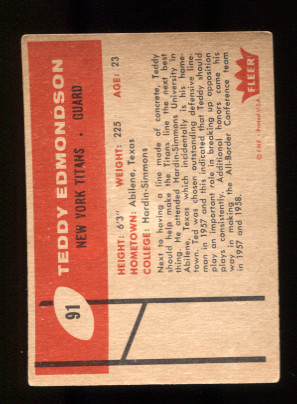 91
TEDDY EDMONDSON
NEW YORK TITANS • GUARD
HEIGHT: 6'3" WEIGHT: 225 AGE: 23
HOMETOWN: Abilene, Texas
COLLEGE: Hardin-Simmons
Next to having a line made of concrete, Teddy
should help make the Titans line the next best
thing. He attended Hardin-Simmons University in
Abilene, Texas which incidentally is his home-
town. Ted was chosen outstanding defensive line-
man in 1957 and this indicated that Teddy should
play an important role in breaking up opposition
plays consistently. Additional honors came his
way in making the All-Border Conference team
in 1957 and 1958.
FLEER